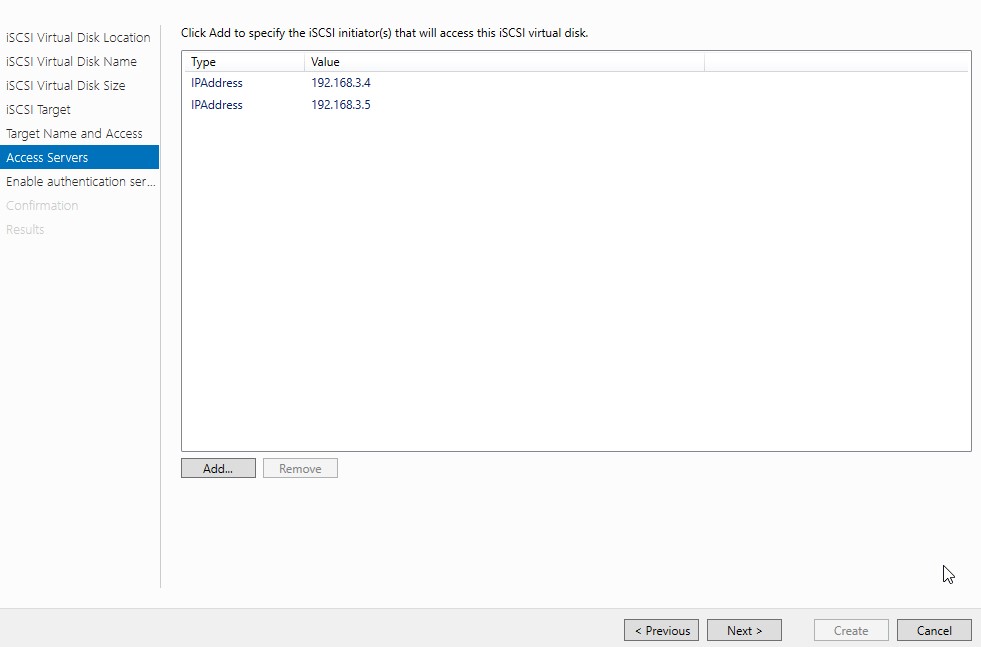 iSCSI Virtual Disk Location
iSCSI Virtual Disk Name
iSCSI Virtual Disk Size
iSCSI Target
Target Name and Access
Access Servers
Enable authentication ser...
Confirmation
Results
Click Add to specify the iSCSI initiator(s) that will access this iSCSI virtual disk.
Type Value
IPAddress 192.168.3.4
IPAddress 192.168.3.5
Add... Remove
< Previous Next > Create Cancel